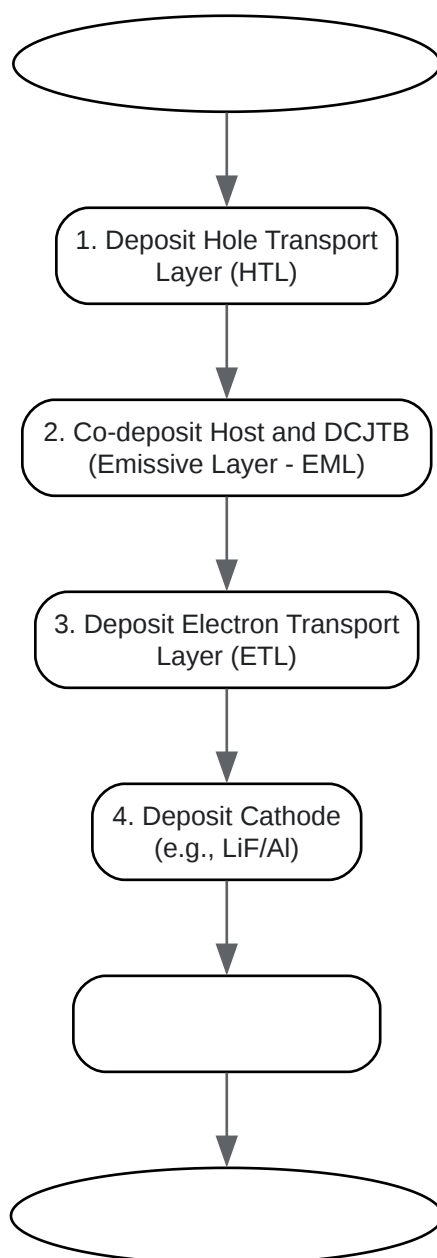 1. Deposit Hole Transport
Layer (HTL)
2. Co-deposit Host and DCJTB
(Emissive Layer - EML)
3. Deposit Electron Transport
Layer (ETL)
4. Deposit Cathode
(e.g., LiF/Al)